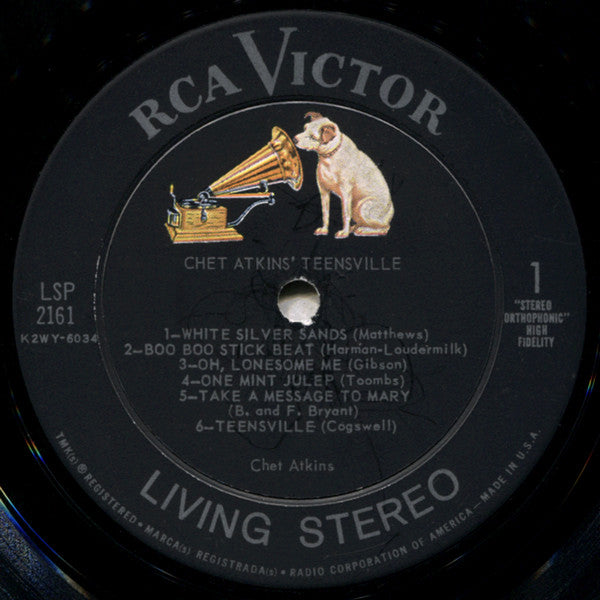 RCA VICTOR
CHET ATKINS' TEENSVILLE
LSP
2161
K2WY-6034
1
"STEREO
ORTHOPHONIC"
HIGH
FIDELITY
1—WHITE SILVER SANDS (Matthews)
2—BOO BOO STICK BEAT (Harman-Loudermilk)
3—OH, LONESOME ME (Gibson)
4—ONE MINT JULER (Toombs)
5—TAKE A MESSAGE TO MARY
(B. and F. Bryant)
6—TEENSVILLE (Cogswell)
Chet Atkins
LIVING STEREO
TMK(s) ® REGISTERED • MARCA(s) REGISTRADA(s) • RADIO CORPORATION OF AMERICA—MADE IN U.S.A.